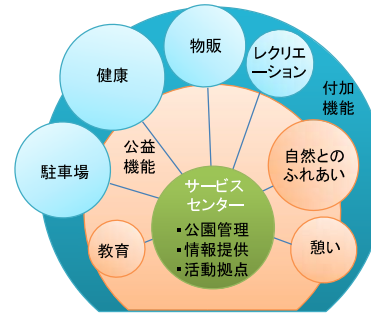 物販
レクリエ
ーション
健康
付加
機能
公益
機能
自然との
ふれあい
駐車場
サービス
センター
▪公園管理
▪情報提供
▪活動拠点
教育
憩い